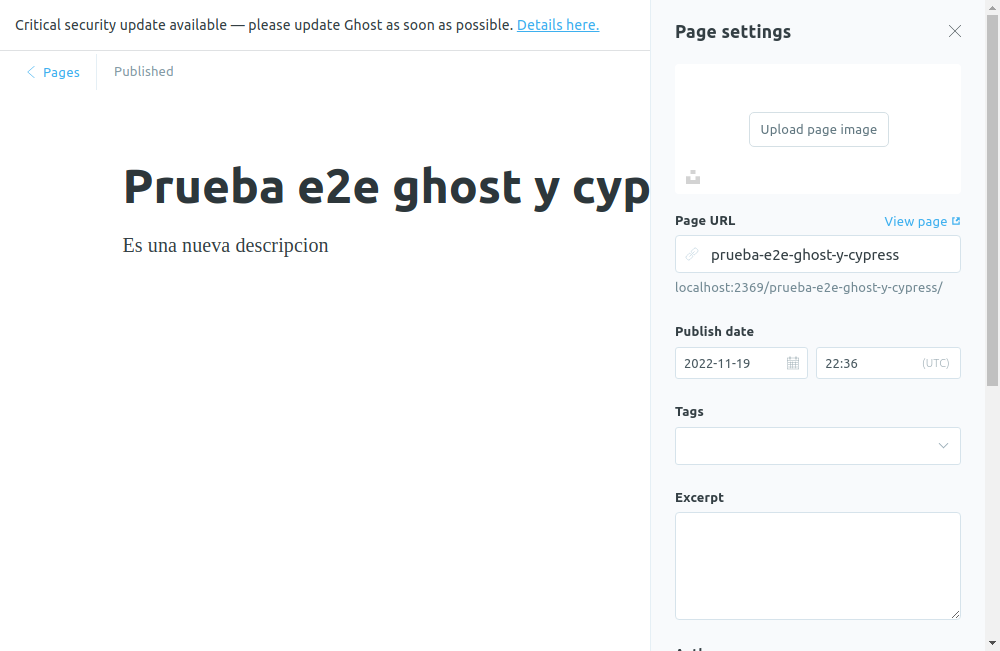 Critical security update available — please update Ghost as soon as possible. Details here.
Pages
Published
Prueba e2e ghost y cyp
Es una nueva descripcion
Page settings
Upload page image
Page URL
View page
prueba-e2e-ghost-y-cypress
localhost:2369/prueba-e2e-ghost-y-cypress/
Publish date
2022-11-19
22:36
(UTC)
Tags
Excerpt